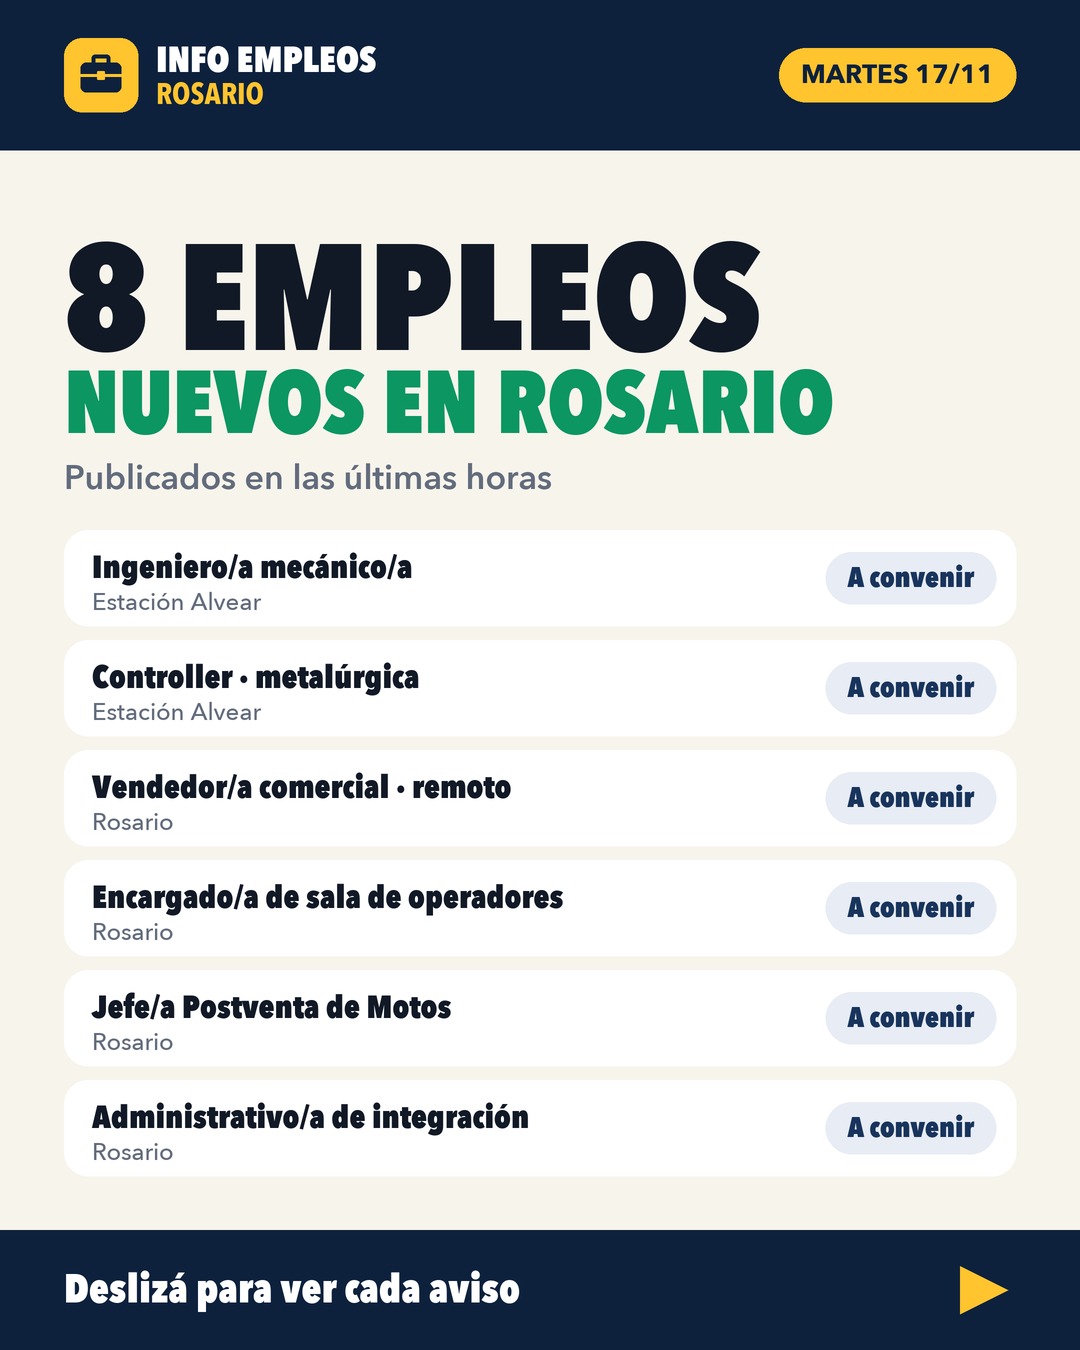 INFO EMPLEOS
ROSARIO
MARTES 17/11
8 EMPLEOS
NUEVOS EN ROSARIO
Publicados en las últimas horas
Ingeniero/a mecánico/a
Estación Alvear
A convenir
Controller · metalúrgica
Estación Alvear
A convenir
Vendedor/a comercial · remoto
Rosario
A convenir
Encargado/a de sala de operadores
Rosario
A convenir
Jefe/a Postventa de Motos
Rosario
A convenir
Administrativo/a de integración
Rosario
A convenir
Deslizá para ver cada aviso